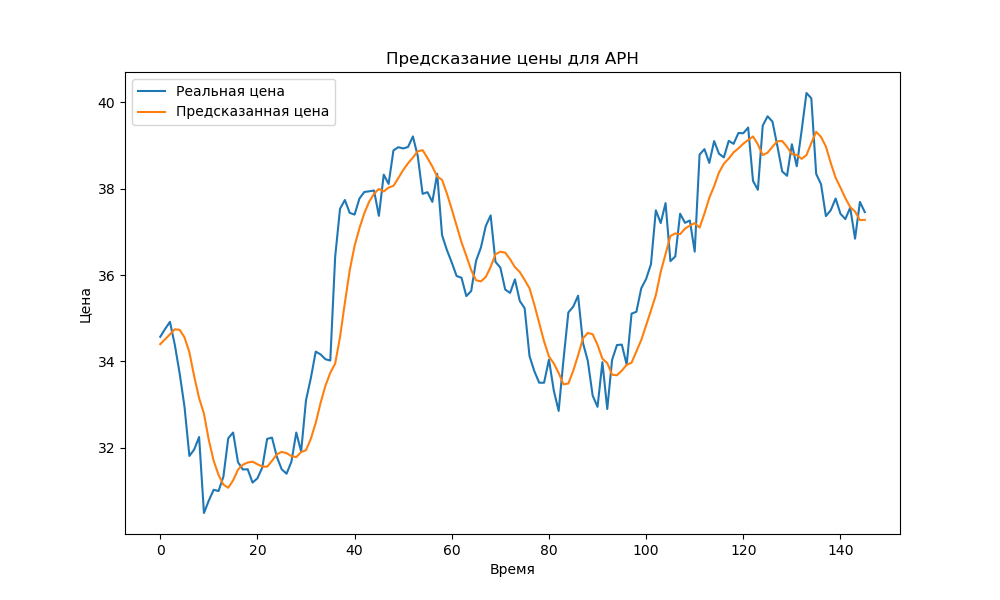 Предсказание цены для APH
Реальная цена
Предсказанная цена
Цена
40
38
36
34
32
0 20 40 60 80 100 120 140
Время